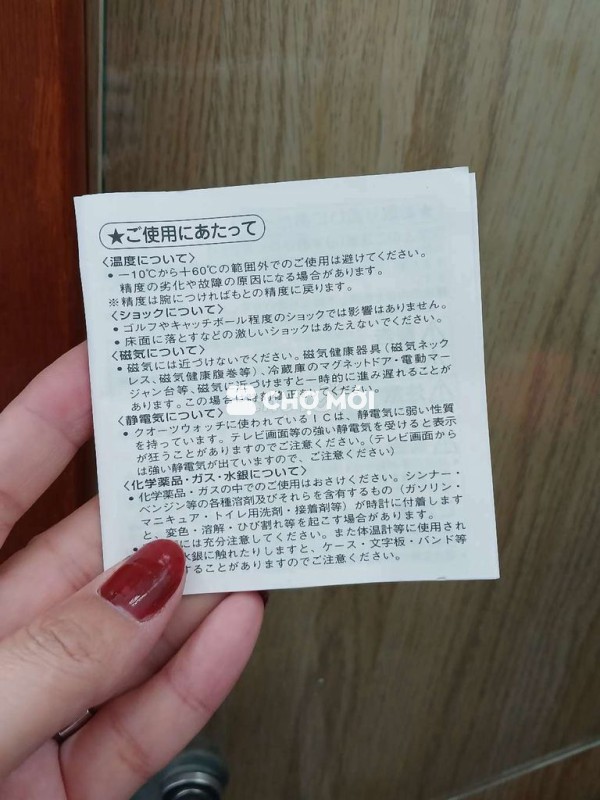 ★ご使用にあたって
〈温度について〉
●－10℃から＋60℃の範囲外でのご使用は避けてください。
精度の劣化や故障の原因になる場合があります。
※精度は腕につければもとの精度に戻ります。
〈ショックについて〉
●ゴルフやキャッチボール程度のショックでは影響はありません。
●床面に落とすなどの激しいショックはあたえないでください。
〈磁気について〉
●磁気には近づけないでください。磁気健康器具（磁気ネック
レス、磁気健康腹巻等）、冷蔵庫のマグネットドア・電動マー
ジャン台等、磁気に近づけますと一時的に進み遅れることが
あります。この場合は、時刻修正してください。
CHỢ MỚI
〈静電気について〉
●クオーツウォッチに使われているＩＣは、静電気に弱い性質
を持っています。テレビ画面等の強い静電気を受けると表示
が狂うことがありますのでご注意ください。（テレビ画面から
は強い静電気が出ていますので、ご注意ください）
〈化学薬品・ガス・水銀について〉
●化学薬品・ガスの中でのご使用はおさけください。シンナー・
ベンジン等の各種溶剤及びそれらを含有するもの（ガソリン・
マニキュア・トイレ用洗剤・接着剤等）が時計に付着します
と、変色・溶解・ひび割れ等を起こす場合があります。
には充分注意してください。また体温計等に使用され
水銀に触れたりしますと、ケース・文字板・バンド等
することがありますのでご注意ください。